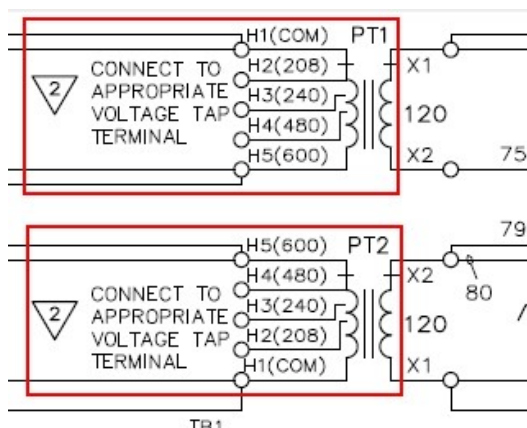 H1(COM) PT1
H2(208) X1
2 CONNECT TO
APPROPRIATE H3(240)
VOLTAGE TAP H4(480) 120
TERMINAL
H5(600) X2 75
H5(600) PT2 79
H4(480) X2
80
2 CONNECT TO
APPROPRIATE H3(240)
VOLTAGE TAP H2(208) 120
TERMINAL
H1(COM) X1
TB1